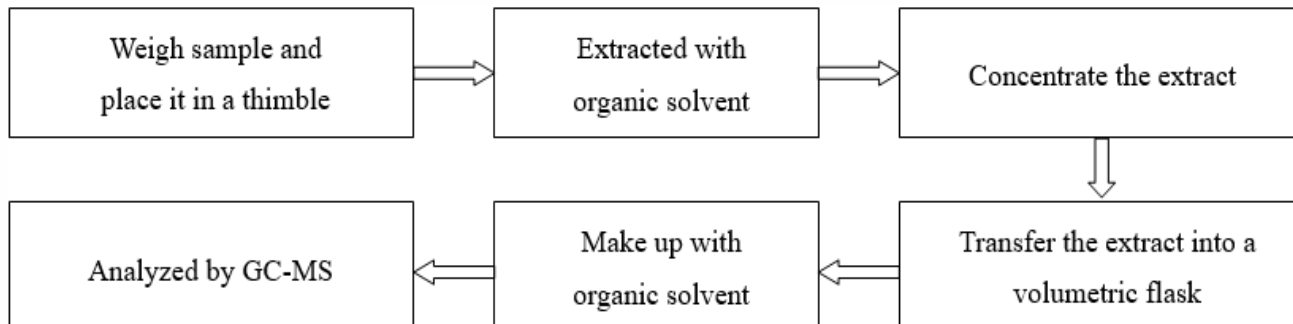 Weigh sample and
place it in a thimble
Extracted with
organic solvent
Concentrate the extract
Transfer the extract into a
volumetric flask
Make up with
organic solvent
Analyzed by GC-MS